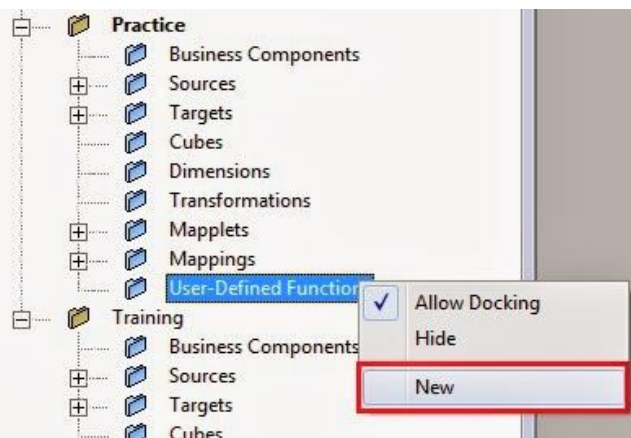 Practice
Business Components
Sources
Targets
Cubes
Dimensions
Transformations
Mapplets
Mappings
User-Defined Function
Allow Docking
Hide
New
Training
Business Components
Sources
Targets
Cubes